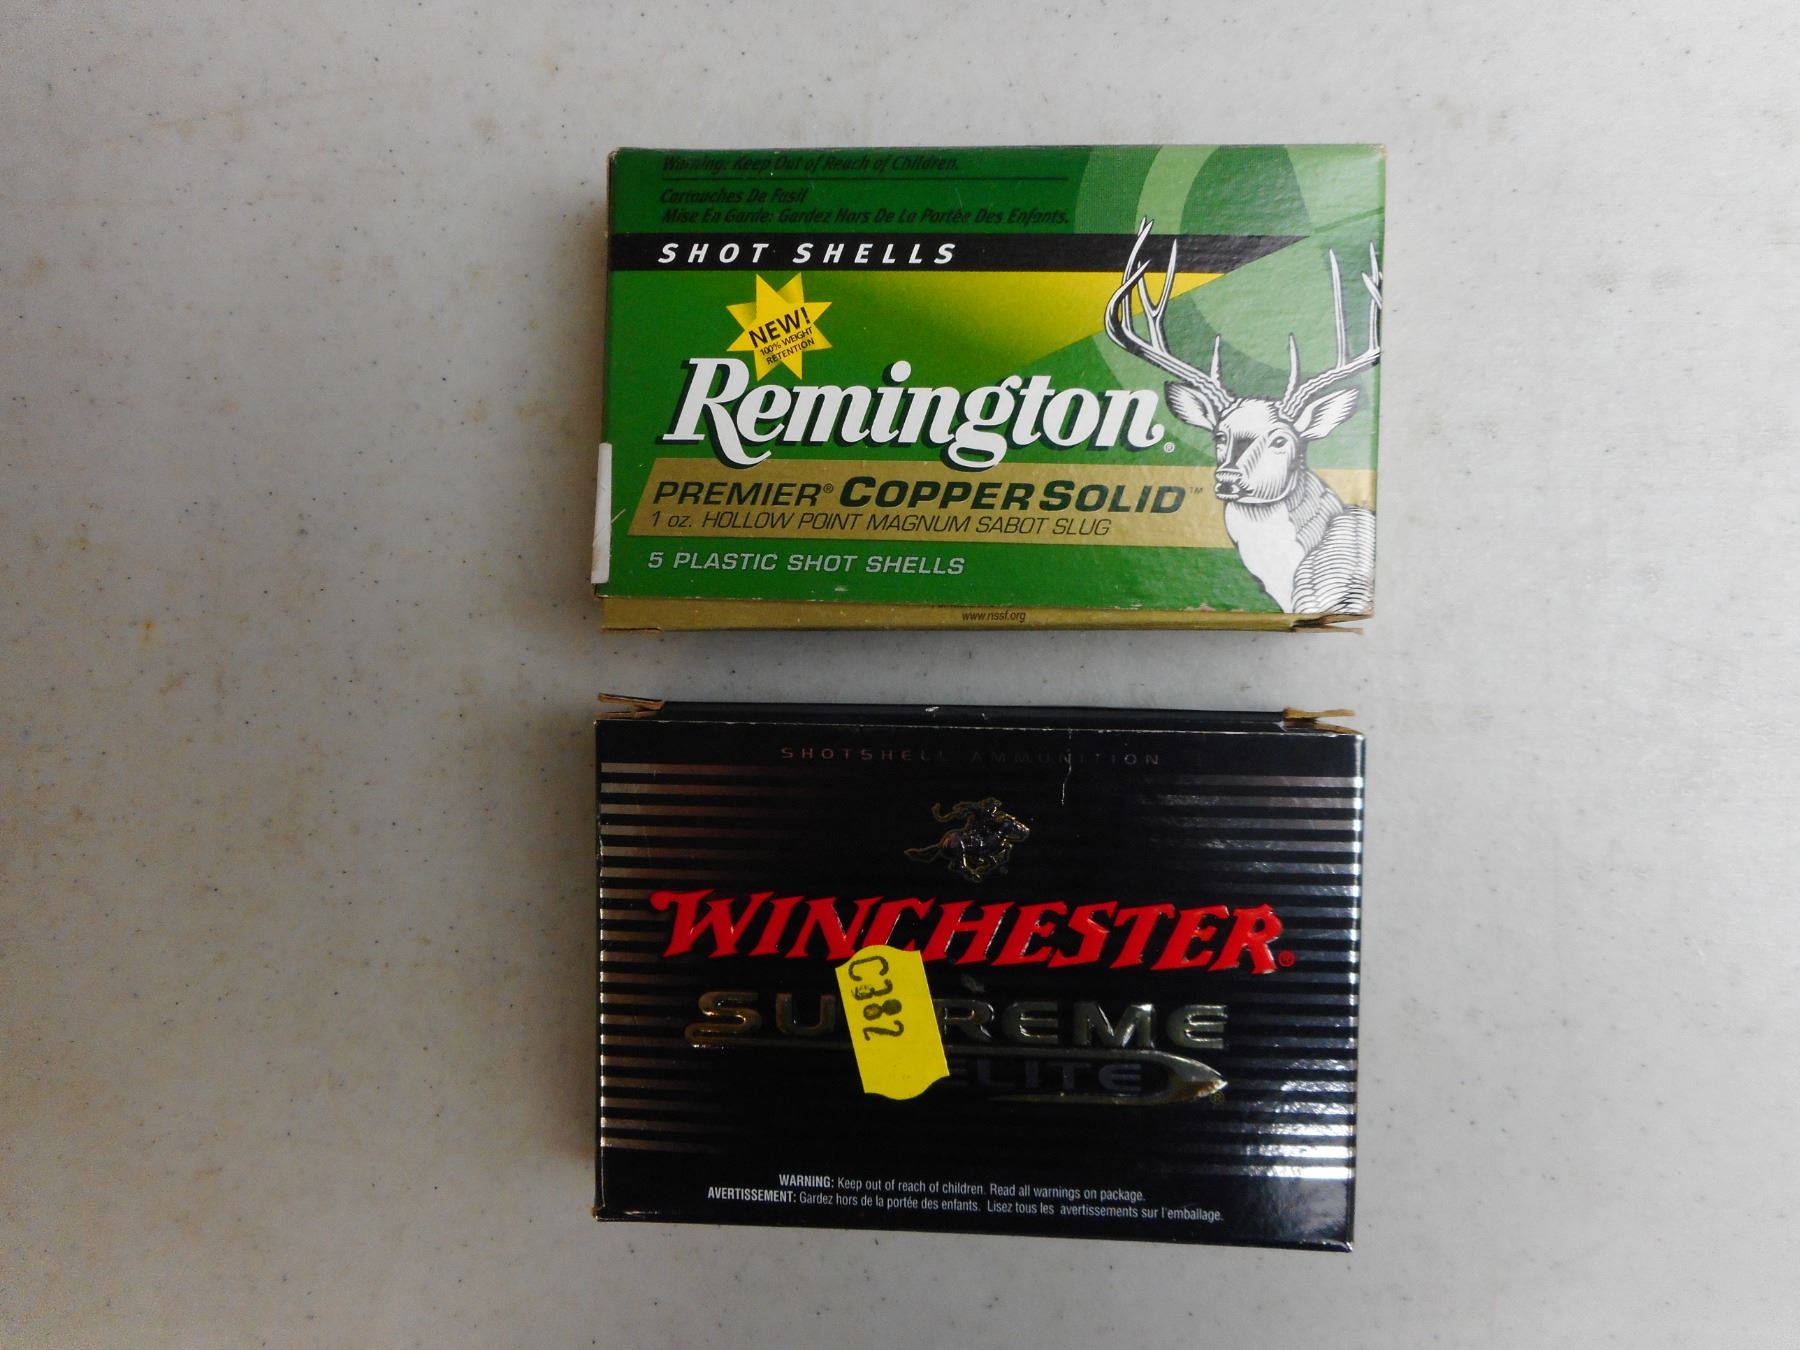 Warning: Keep Out of Reach of Children.
Cartouches De Fusil
Mise En Garde: Gardez Hors De La Portée Des Enfants.
SHOT SHELLS
NEW!
100% WEIGHT
RETENTION
Remington®
PREMIER® COPPER SOLID™
1 oz. HOLLOW POINT MAGNUM SABOT SLUG
5 PLASTIC SHOT SHELLS
www.nssf.org
SHOTSHELL AMMUNITION
WINCHESTER®
SU REME
ELITE
®
C382
WARNING: Keep out of reach of children. Read all warnings on package.
AVERTISSEMENT: Gardez hors de la portée des enfants. Lisez tous les avertissements sur l'emballage.